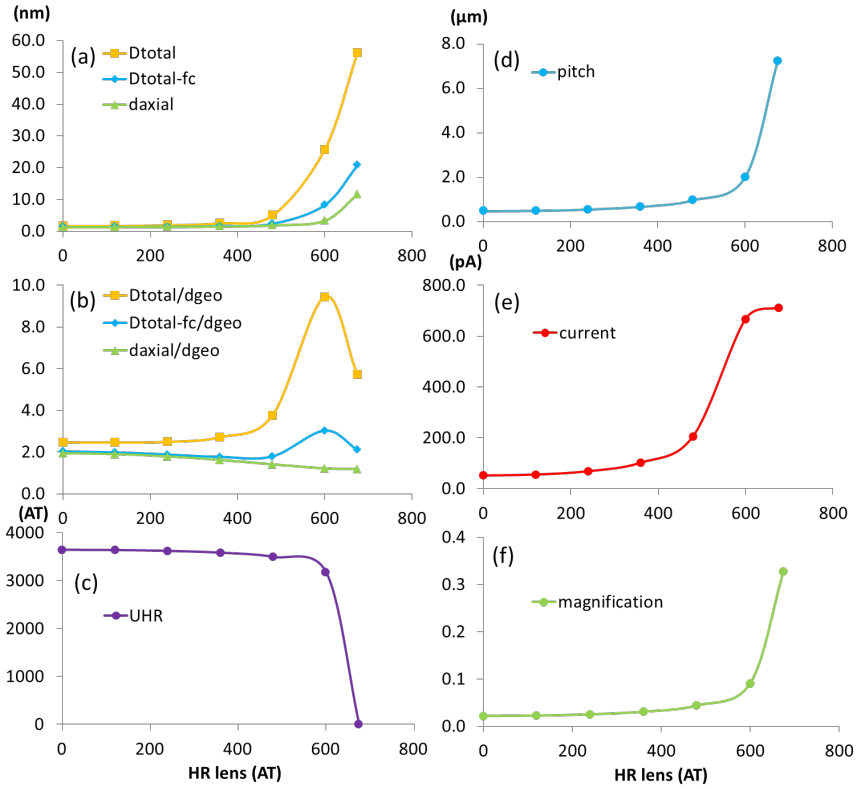 (nm)
70.0
60.0
50.0
40.0
30.0
20.0
10.0
0.0
(a)
Dtotal
Dtotal-fc
daxial
0 200 400 600 800
10.0
8.0
6.0
4.0
2.0
0.0
(b)
Dtotal/dgeo
Dtotal-fc/dgeo
daxial/dgeo
0 200 400 600 800
(AT)
4000
3000
2000
1000
0
(c)
UHR
0 200 400 600 800
HR lens (AT)
(μm)
8.0
6.0
4.0
2.0
0.0
(d)
pitch
0 200 400 600 800
(pA)
800.0
600.0
400.0
200.0
0.0
(e)
current
0 200 400 600 800
0.4
0.3
0.2
0.1
0.0
(f)
magnification
0 200 400 600 800
HR lens (AT)